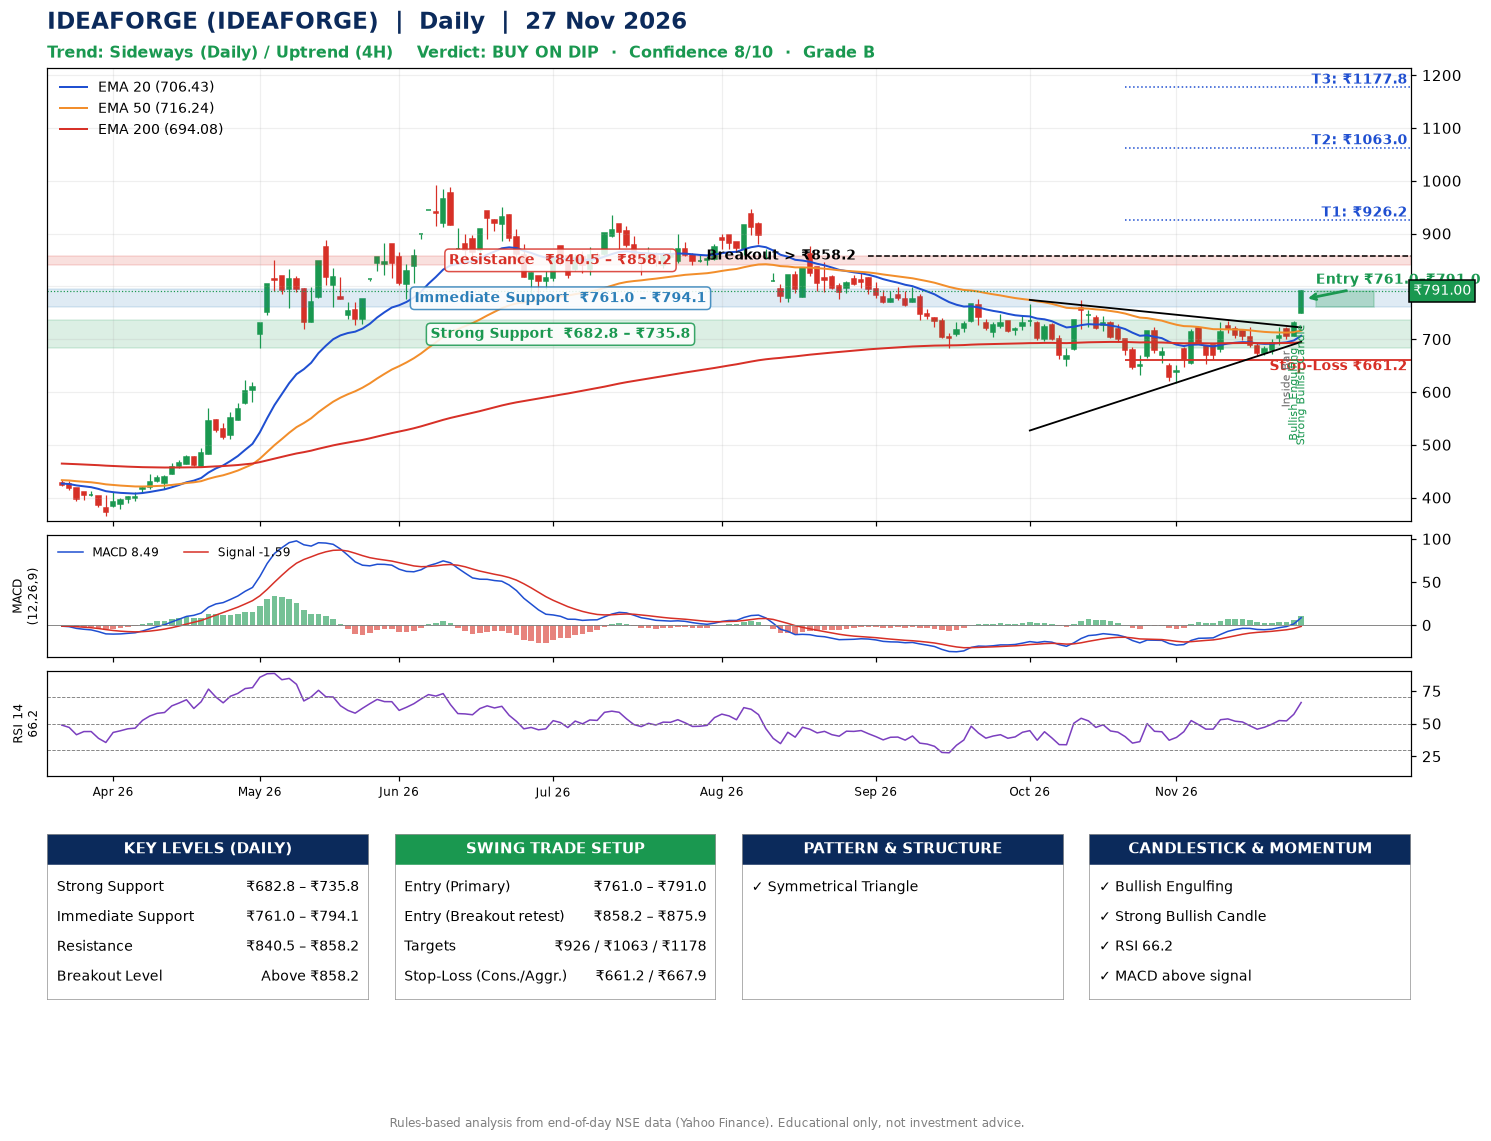 IDEAFORGE (IDEAFORGE) | Daily | 27 Nov 2026
Trend: Sideways (Daily) / Uptrend (4H) Verdict: BUY ON DIP · Confidence 8/10 · Grade B
EMA 20 (706.43)
EMA 50 (716.24)
EMA 200 (694.08)
T3: ₹1177.8
T2: ₹1063.0
T1: ₹926.2
Breakout > ₹858.2
Resistance ₹840.5 – ₹858.2
Entry ₹761.0–₹791.0
₹791.00
Immediate Support ₹761.0 – ₹794.1
Strong Support ₹682.8 – ₹735.8
Stop-Loss ₹661.2
Inside Bar
Bullish Engulfing
Strong Bullish Candle
1200
1100
1000
900
800
700
600
500
400
MACD 8.49 Signal -1.59
MACD
(12,26,9)
100
50
0
RSI 14
66.2
75
50
25
Apr 26 May 26 Jun 26 Jul 26 Aug 26 Sep 26 Oct 26 Nov 26
KEY LEVELS (DAILY)
Strong Support ₹682.8 – ₹735.8
Immediate Support ₹761.0 – ₹794.1
Resistance ₹840.5 – ₹858.2
Breakout Level Above ₹858.2
SWING TRADE SETUP
Entry (Primary) ₹761.0 – ₹791.0
Entry (Breakout retest) ₹858.2 – ₹875.9
Targets ₹926 / ₹1063 / ₹1178
Stop-Loss (Cons./Aggr.) ₹661.2 / ₹667.9
PATTERN & STRUCTURE
✓ Symmetrical Triangle
CANDLESTICK & MOMENTUM
✓ Bullish Engulfing
✓ Strong Bullish Candle
✓ RSI 66.2
✓ MACD above signal
Rules-based analysis from end-of-day NSE data (Yahoo Finance). Educational only, not investment advice.